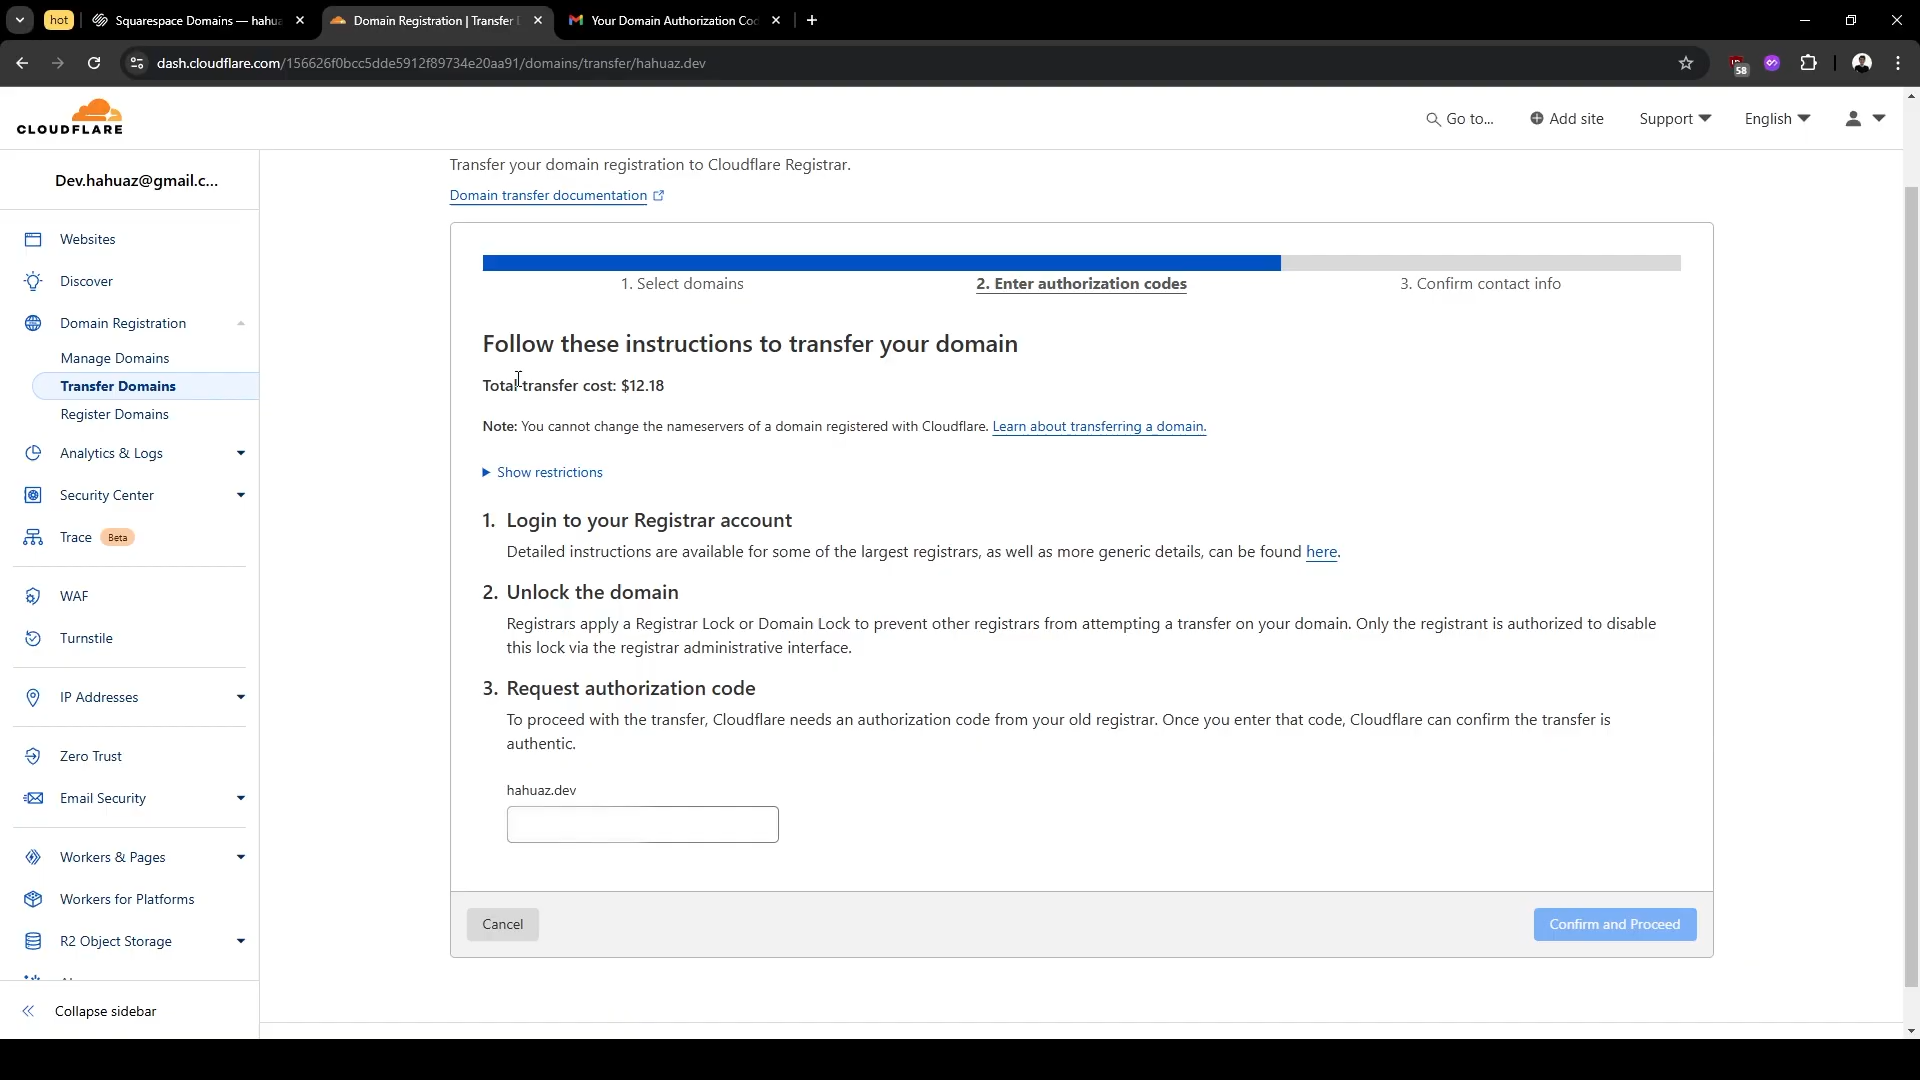 hot
Squarespace Domains — hahua
Domain Registration | Transfer
Your Domain Authorization Co
dash.cloudflare.com/156626f0bcc5dde5912f89734e20aa91/domains/transfer/hahuaz.dev
58
CLOUDFLARE
Go to...
Add site
Support
English
Dev.hahuaz@gmail.c...
Websites
Discover
Domain Registration
Manage Domains
Transfer Domains
Register Domains
Analytics & Logs
Security Center
Trace Beta
WAF
Turnstile
IP Addresses
Zero Trust
Email Security
Workers & Pages
Workers for Platforms
R2 Object Storage
Collapse sidebar
Transfer your domain registration to Cloudflare Registrar.
Domain transfer documentation
1. Select domains
2. Enter authorization codes
3. Confirm contact info
Follow these instructions to transfer your domain
Total transfer cost: $12.18
Note: You cannot change the nameservers of a domain registered with Cloudflare. Learn about transferring a domain.
Show restrictions
1. Login to your Registrar account
Detailed instructions are available for some of the largest registrars, as well as more generic details, can be found here.
2. Unlock the domain
Registrars apply a Registrar Lock or Domain Lock to prevent other registrars from attempting a transfer on your domain. Only the registrant is authorized to disable
this lock via the registrar administrative interface.
3. Request authorization code
To proceed with the transfer, Cloudflare needs an authorization code from your old registrar. Once you enter that code, Cloudflare can confirm the transfer is
authentic.
hahuaz.dev
Cancel
Confirm and Proceed